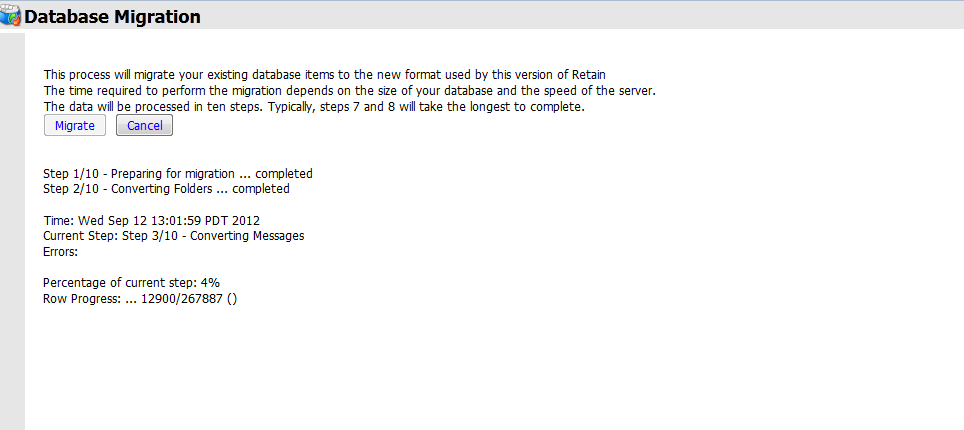 Database Migration
This process will migrate your existing database items to the new format used by this version of Retain
The time required to perform the migration depends on the size of your database and the speed of the server.
The data will be processed in ten steps. Typically, steps 7 and 8 will take the longest to complete.
Migrate Cancel
Step 1/10 - Preparing for migration ... completed
Step 2/10 - Converting Folders ... completed
Time: Wed Sep 12 13:01:59 PDT 2012
Current Step: Step 3/10 - Converting Messages
Errors:
Percentage of current step: 4%
Row Progress: ... 12900/267887 ()